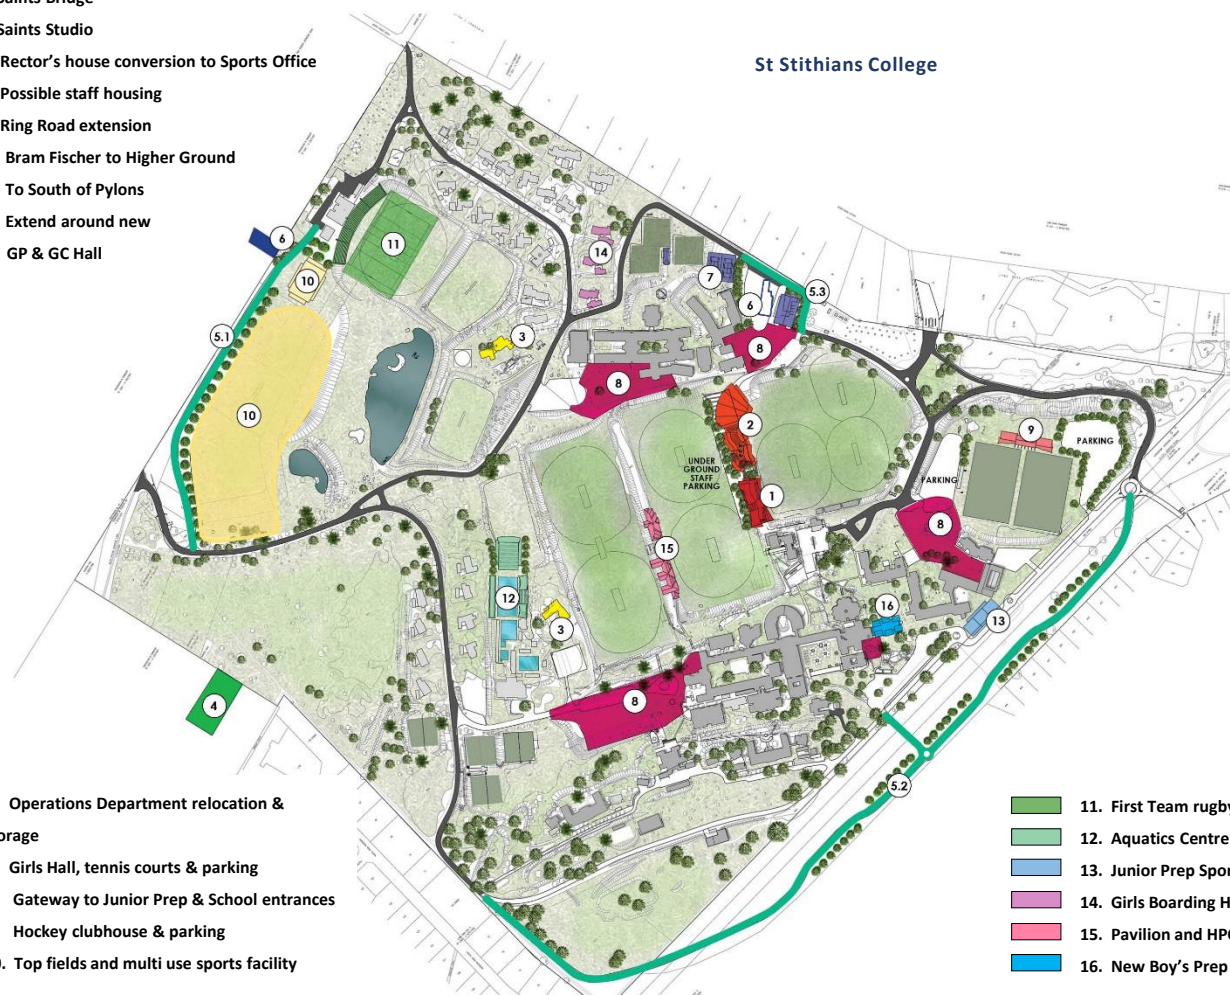 Saints Bridge
Saints Studio
Rector's house conversion to Sports Office
Possible staff housing
Ring Road extension
Bram Fischer to Higher Ground
To South of Pylons
Extend around new
GP & GC Hall
St Stithians College
6
11
14
10
7
6
5.3
5.1
3
8
8
10
2
9
PARKING
UNDER
GROUND
STAFF
PARKING
PARKING
1
8
15
12
16
3
13
4
8
5.2
Operations Department relocation &
orage
Girls Hall, tennis courts & parking
Gateway to Junior Prep & School entrances
Hockey clubhouse & parking
. Top fields and multi use sports facility
11. First Team rugby
12. Aquatics Centre
13. Junior Prep Spor
14. Girls Boarding H
15. Pavilion and HPC
16. New Boy's Prep